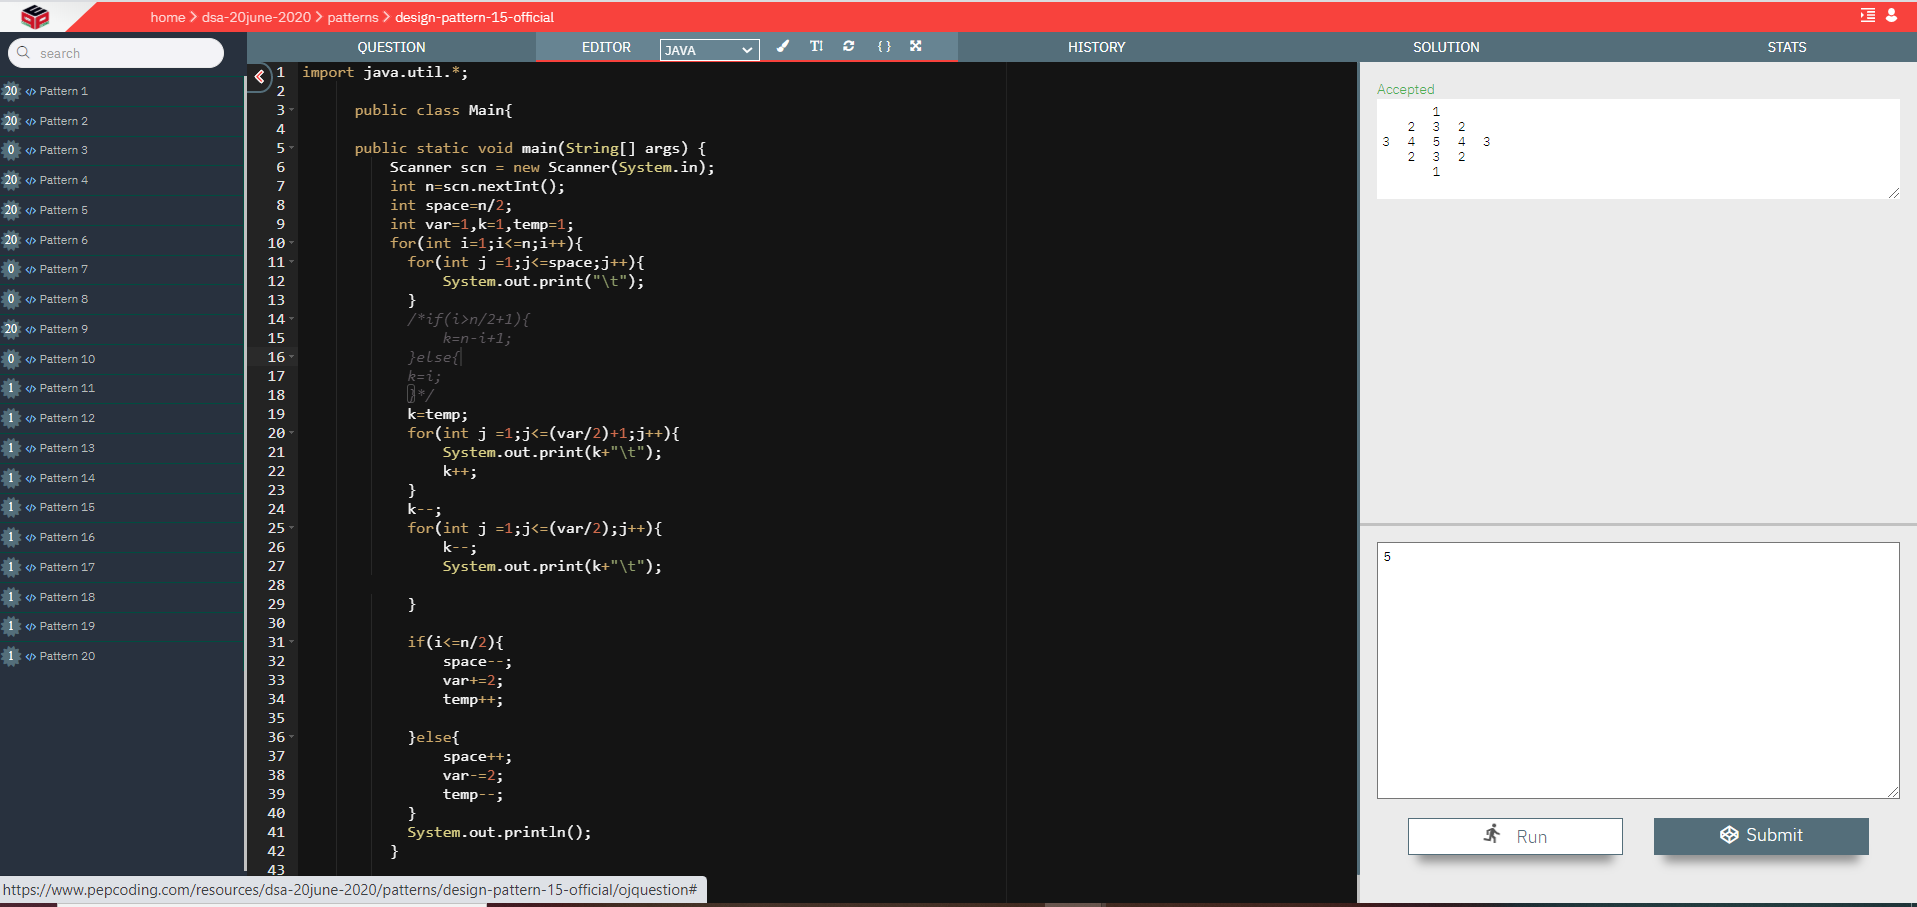 home > dsa-20june-2020 > patterns > design-pattern-15-official
search
20 </> Pattern 1
20 </> Pattern 2
0 </> Pattern 3
20 </> Pattern 4
20 </> Pattern 5
20 </> Pattern 6
0 </> Pattern 7
0 </> Pattern 8
20 </> Pattern 9
0 </> Pattern 10
1 </> Pattern 11
1 </> Pattern 12
1 </> Pattern 13
1 </> Pattern 14
1 </> Pattern 15
1 </> Pattern 16
1 </> Pattern 17
1 </> Pattern 18
1 </> Pattern 19
1 </> Pattern 20
QUESTION EDITOR JAVA T! { } HISTORY SOLUTION STATS
1 import java.util.*;
2
3 public class Main{
4
5 public static void main(String[] args) {
6 Scanner scn = new Scanner(System.in);
7 int n=scn.nextInt();
8 int space=n/2;
9 int var=1,k=1,temp=1;
10 for(int i=1;i<=n;i++){
11 for(int j =1;j<=space;j++){
12 System.out.print("\t");
13 }
14 /*if(i>n/2+1){
15 k=n-i+1;
16 }else{
17 k=i;
18 }*/
19 k=temp;
20 for(int j =1;j<=(var/2)+1;j++){
21 System.out.print(k+"\t");
22 k++;
23 }
24 k--;
25 for(int j =1;j<=(var/2);j++){
26 k--;
27 System.out.print(k+"\t");
28
29 }
30
31 if(i<=n/2){
32 space--;
33 var+=2;
34 temp++;
35
36 }else{
37 space++;
38 var-=2;
39 temp--;
40 }
41 System.out.println();
42 }
43
Accepted
1
2 3 2
3 4 5 4 3
2 3 2
1
5
Run Submit
https://www.pepcoding.com/resources/dsa-20june-2020/patterns/design-pattern-15-official/ojquestion#